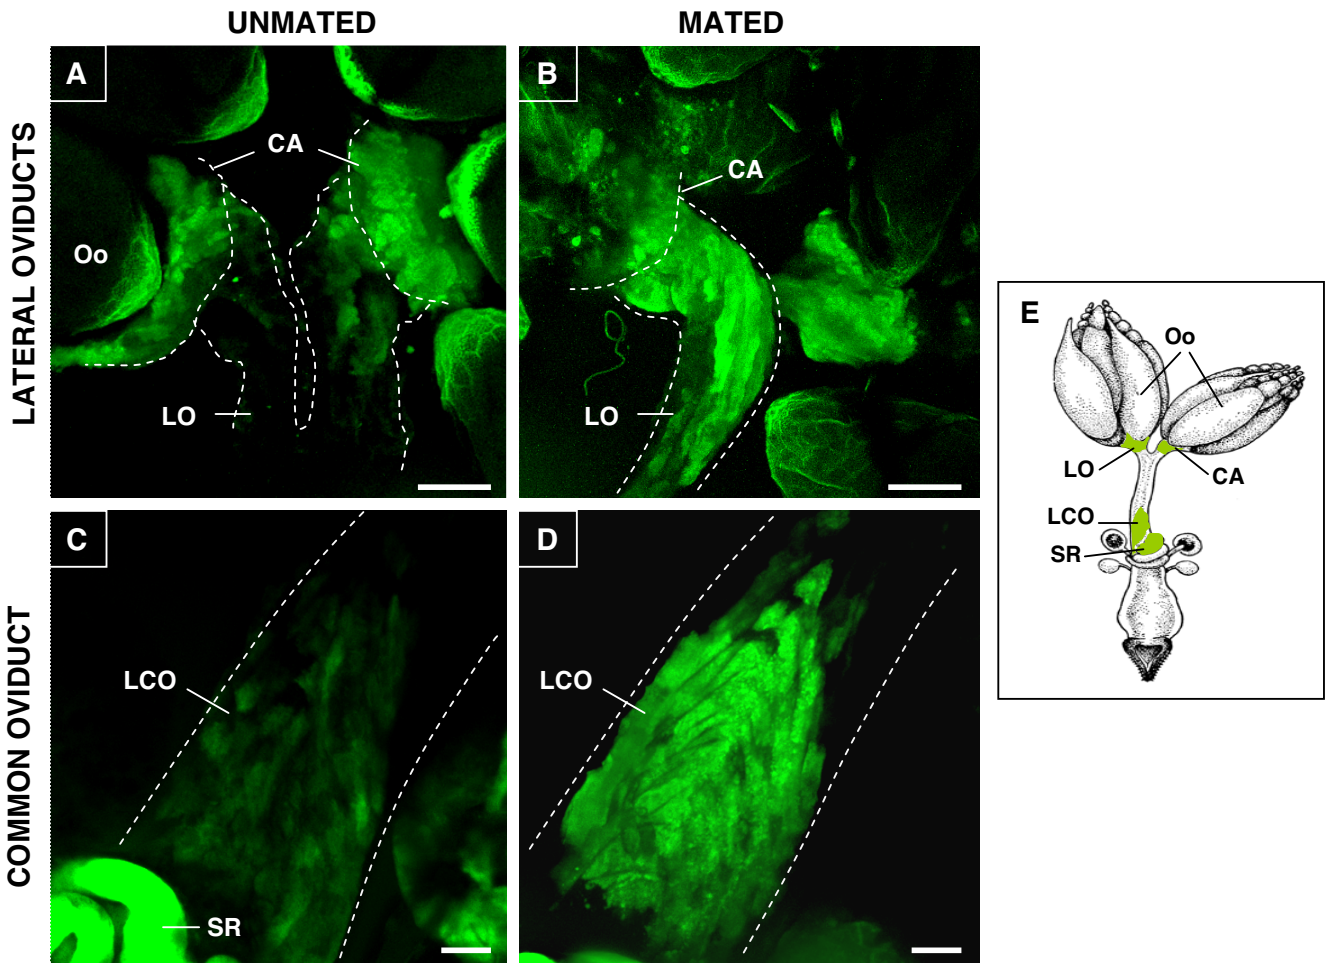 UNMATED
MATED
LATERAL OVIDUCTS
COMMON OVIDUCT
A
CA
Oo
LO
B
CA
LO
C
LCO
SR
D
LCO
E
Oo
LO
CA
LCO
SR